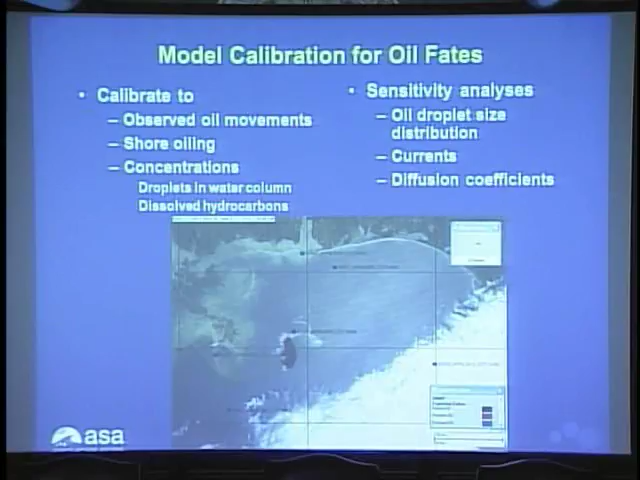 Model Calibration for Oil Fates
• Calibrate to
– Observed oil movements
– Shore oiling
– Concentrations
Droplets in water column
Dissolved hydrocarbons
• Sensitivity analyses
– Oil droplet size
distribution
– Currents
– Diffusion coefficients
asa